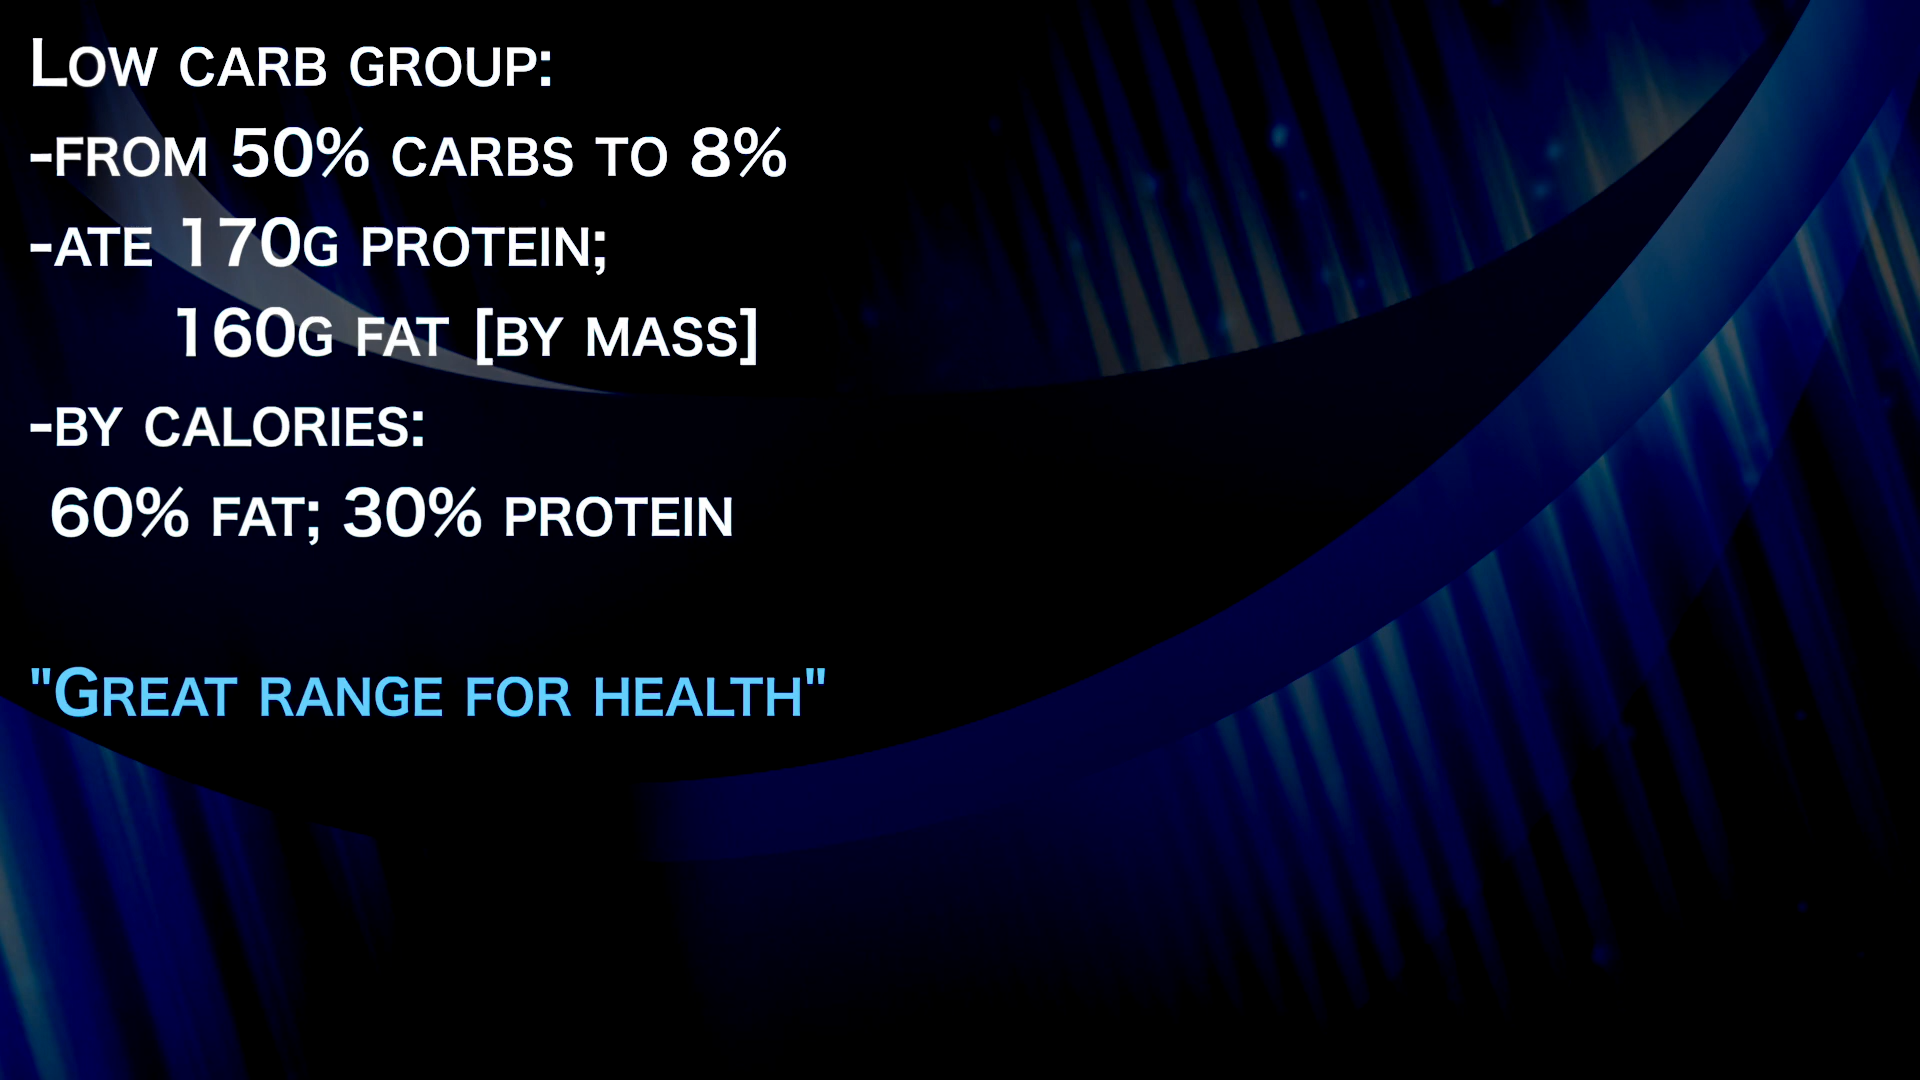 Low carb group:
-from 50% carbs to 8%
-ate 170g protein;
160g fat [by mass]
-by calories:
60% fat; 30% protein
"Great range for health"